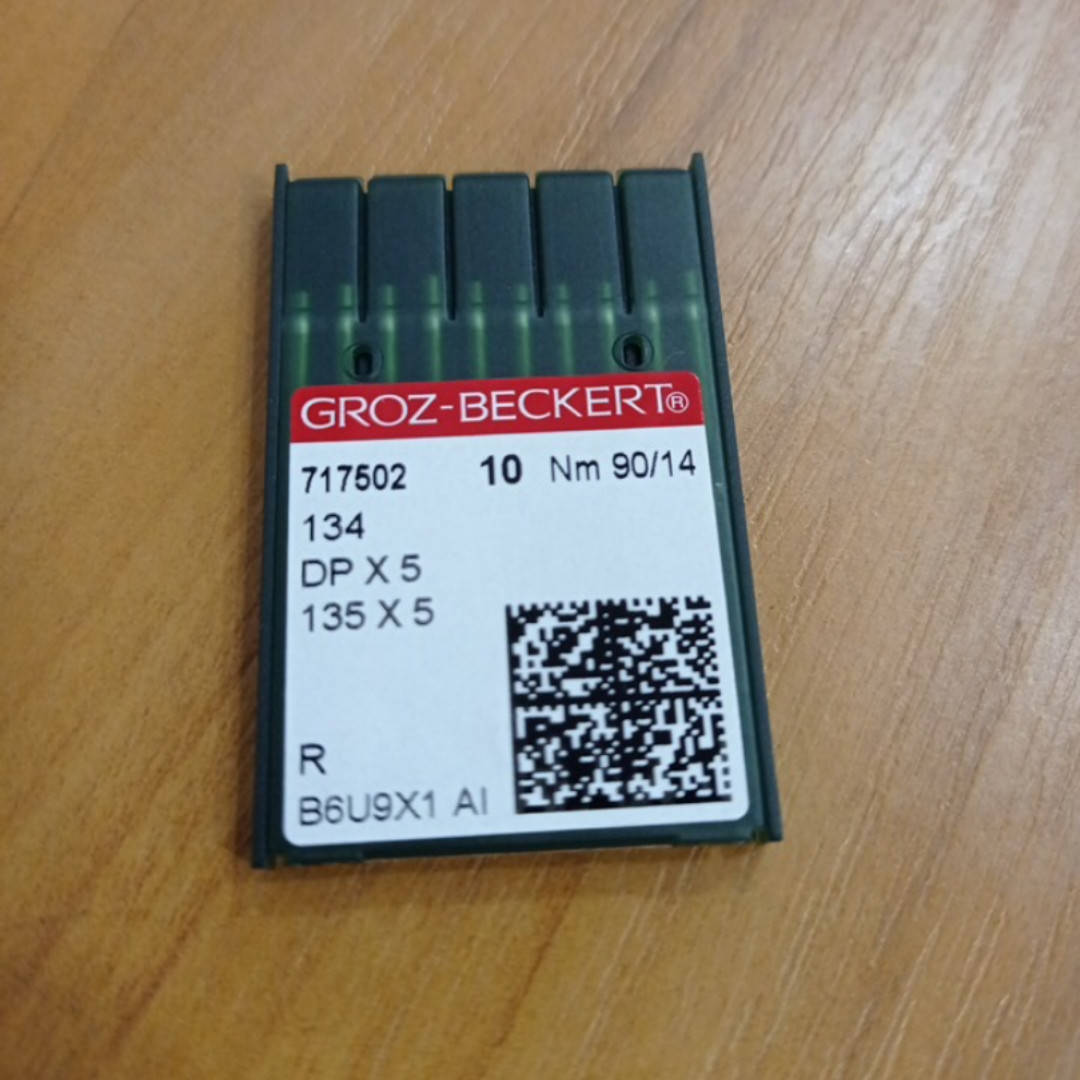 GROZ-BECKERT®
717502 10 Nm 90/14
134
DP X 5
135 X 5
R
B6U9X1 AI